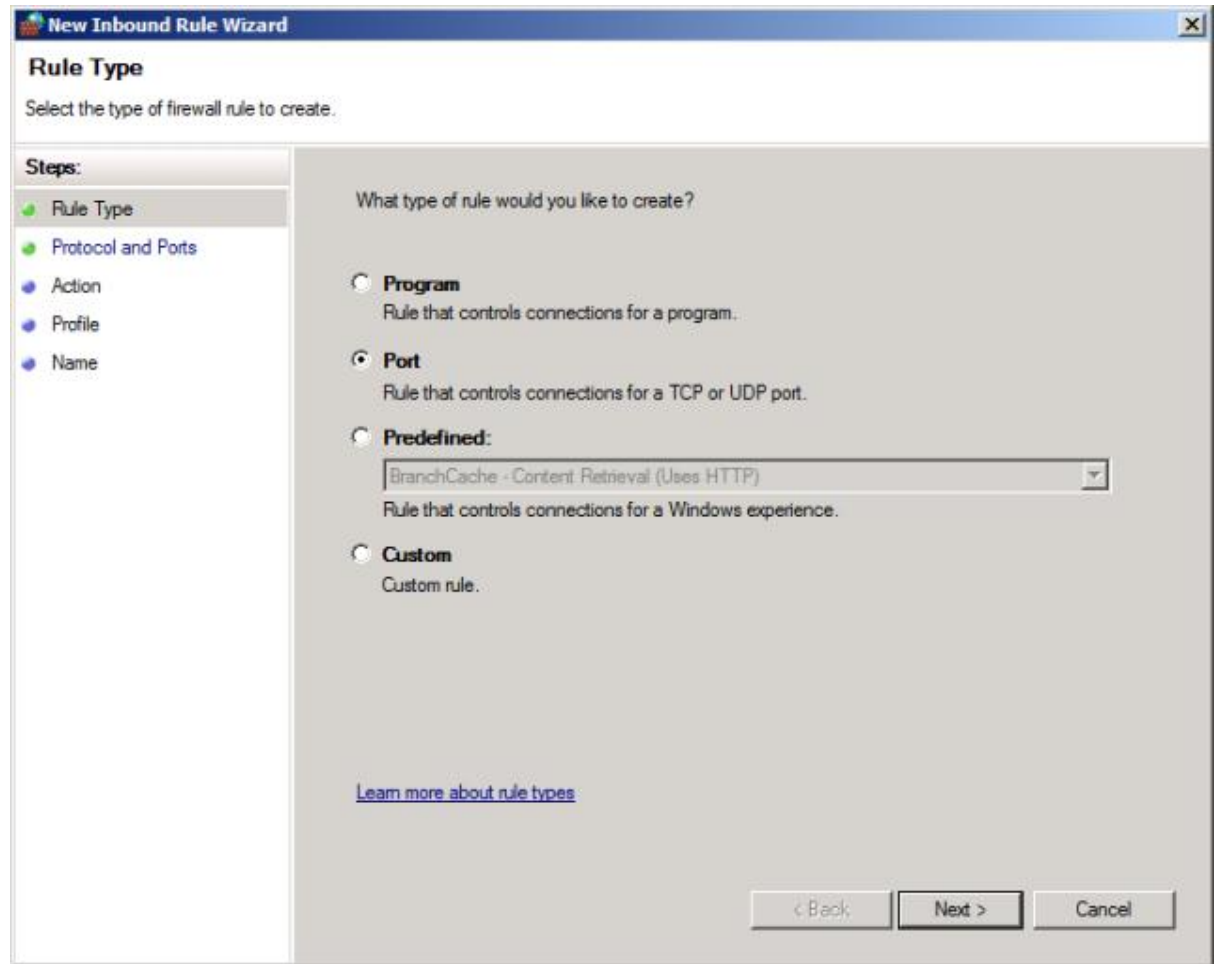 New Inbound Rule Wizard
Rule Type
Select the type of firewall rule to create.
Steps:
Rule Type
Protocol and Ports
Action
Profile
Name
What type of rule would you like to create?
Program
Rule that controls connections for a program.
Port
Rule that controls connections for a TCP or UDP port.
Predefined:
BranchCache - Content Retrieval (Uses HTTP)
Rule that controls connections for a Windows experience.
Custom
Custom rule.
Learn more about rule types
< Back
Next >
Cancel